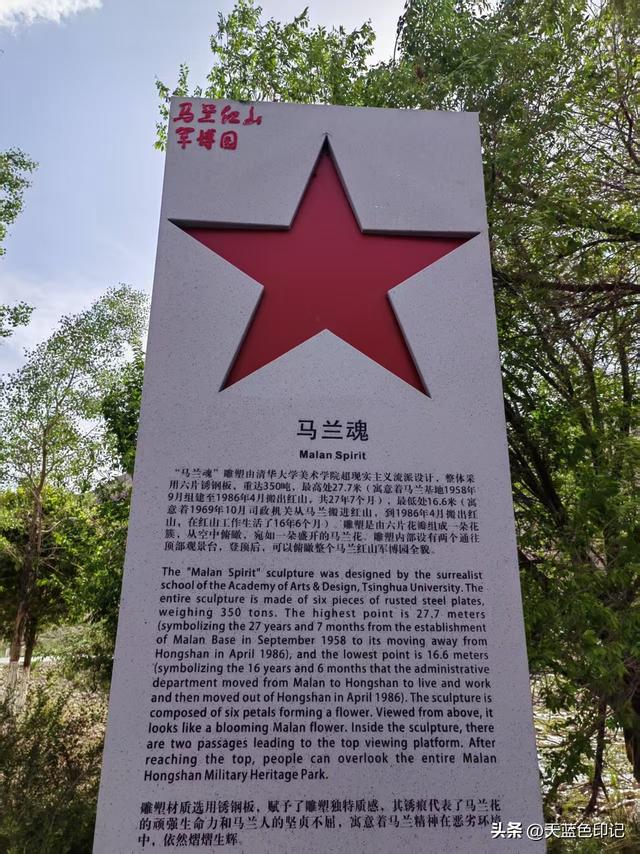 马兰红山
军博园
马兰魂
Malan Spirit
“马兰魂”雕塑由清华大学美术学院超现实主义流派设计，整体采
用六片锈钢板，重达350吨，最高处27.7米（寓意着马兰基地1958年
9月组建至1986年4月搬出红山，共27年7个月），最低处16.6米（寓
意着1969年10月司政机关从马兰搬进红山，到1986年4月搬出红
山，在红山工作生活了16年6个月）。雕塑是由六片花瓣组成一朵花
簇，从空中俯瞰，宛如一朵盛开的马兰花。雕塑内部设有两个通往
顶部观景台，登顶后，可以俯瞰整个马兰红山军博园全貌。
The "Malan Spirit" sculpture was designed by the surrealist
school of the Academy of Arts & Design, Tsinghua University. The
entire sculpture is made of six pieces of rusted steel plates,
weighing 350 tons. The highest point is 27.7 meters
(symbolizing the 27 years and 7 months from the establishment
of Malan Base in September 1958 to its moving away from
Hongshan in April 1986), and the lowest point is 16.6 meters
(symbolizing the 16 years and 6 months that the administrative
department moved from Malan to Hongshan to live and work
and then moved out of Hongshan in April 1986). The sculpture is
composed of six petals forming a flower. Viewed from above, it
looks like a blooming Malan flower. Inside the sculpture, there
are two passages leading to the top viewing platform. After
reaching the top, people can overlook the entire Malan
Hongshan Military Heritage Park.
雕塑材质选用锈钢板，赋予了雕塑独特质感，其锈痕代表了马兰花
的顽强生命力和马兰人的坚贞不屈，寓意着马兰精神在恶劣环境
中，依然熠熠生辉
头条 @天蓝色印记